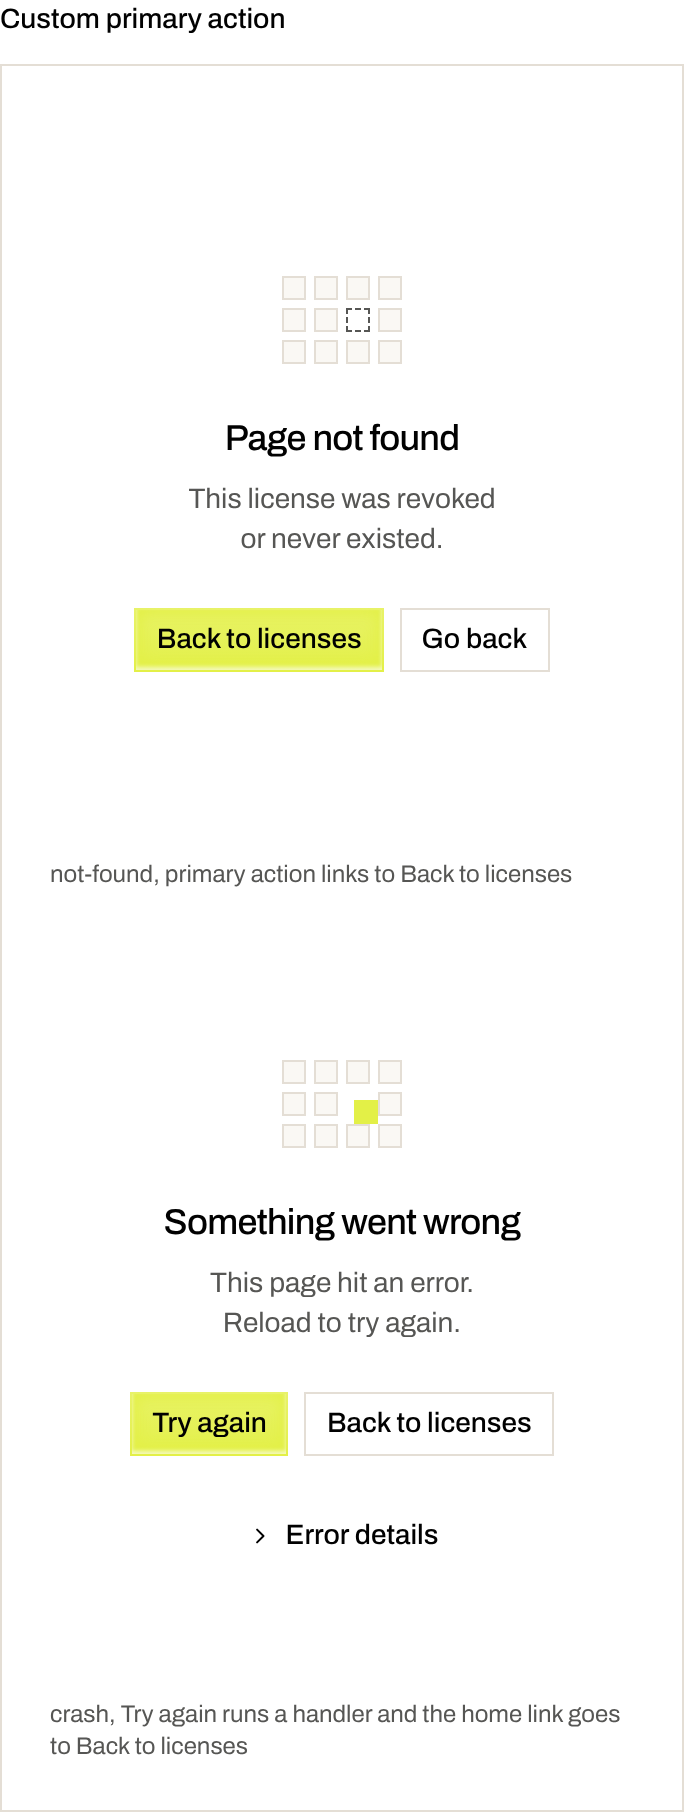 Custom primary action
Page not found
This license was revoked
or never existed.
Back to licenses
Go back
not-found, primary action links to Back to licenses
Something went wrong
This page hit an error.
Reload to try again.
Try again
Back to licenses
Error details
crash, Try again runs a handler and the home link goes
to Back to licenses